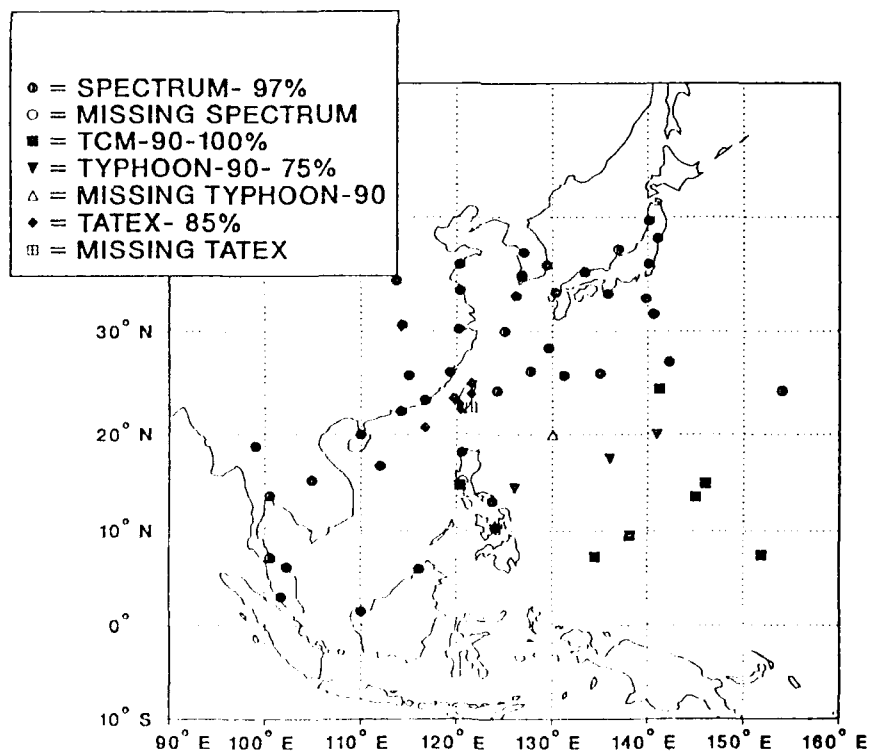 ● = SPECTRUM- 97%
○ = MISSING SPECTRUM
■ = TCM-90-100%
▼ = TYPHOON-90- 75%
△ = MISSING TYPHOON-90
◆ = TATEX- 85%
⊞ = MISSING TATEX
30° N
20° N
10° N
0°
10° S
90° E 100° E 110° E 120° E 130° E 140° E 150° E 160° E